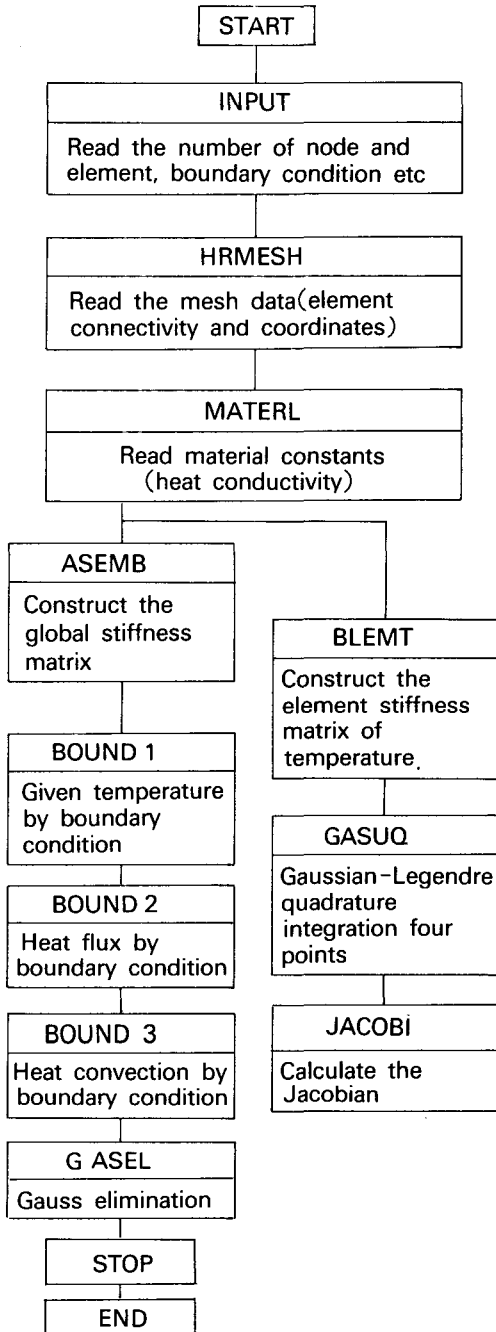 START
INPUT
Read the number of node and
element, boundary condition etc
HRMESH
Read the mesh data(element
connectivity and coordinates)
MATERL
Read material constants
(heat conductivity)
ASEMB
Construct the
global stiffness
matrix
BOUND 1
Given temperature
by boundary
condition
BOUND 2
Heat flux by
boundary condition
BOUND 3
Heat convection by
boundary condition
G ASEL
Gauss elimination
STOP
END
BLEMT
Construct the
element stiffness
matrix of
temperature.
GASUQ
Gaussian-Legendre
quadrature
integration four
points
JACOBI
Calculate the
Jacobian